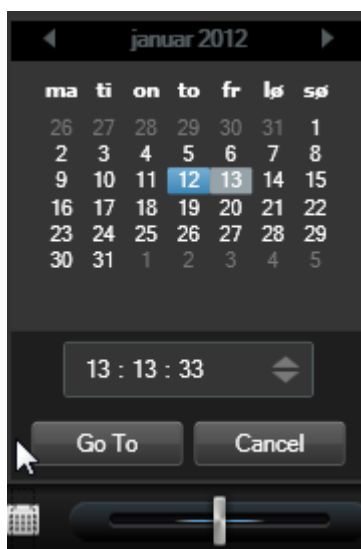 januar 2012
ma ti on to fr lø sø
26 27 28 29 30 31 1
2 3 4 5 6 7 8
9 10 11 12 13 14 15
16 17 18 19 20 21 22
23 24 25 26 27 28 29
30 31 1 2 3 4 5
13 : 13 : 33
Go To Cancel